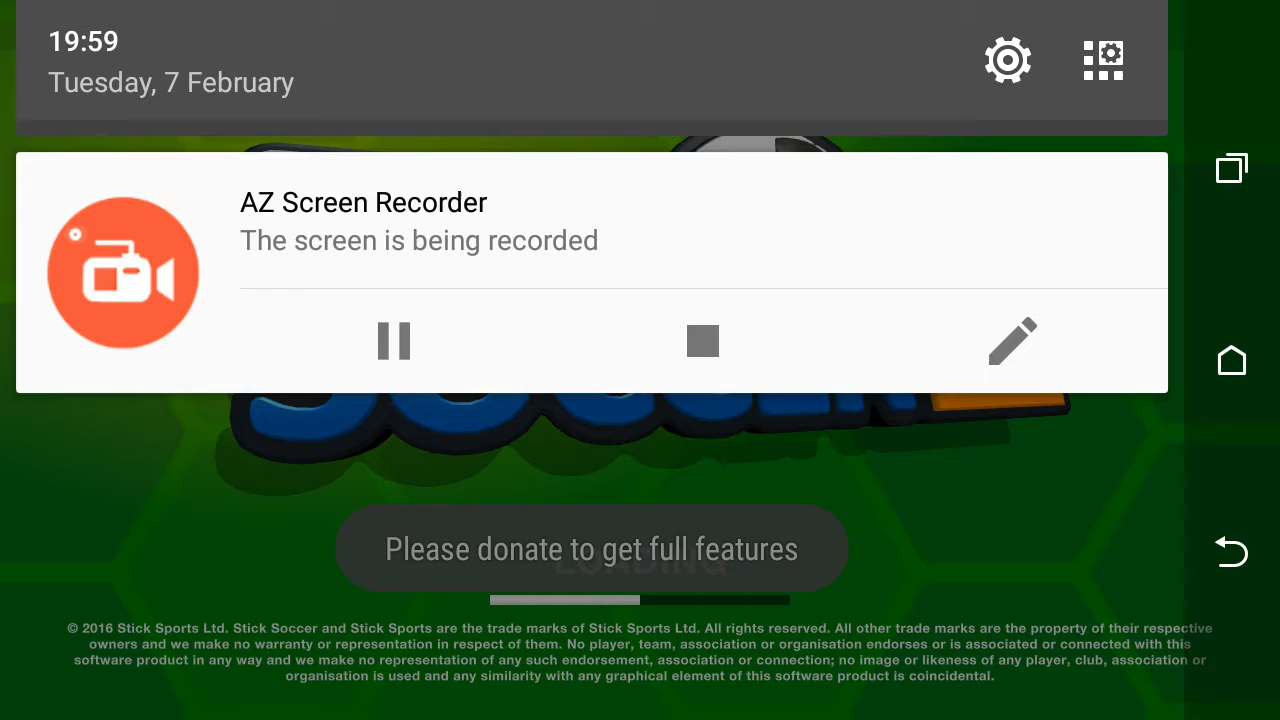 19:59
Tuesday, 7 February
AZ Screen Recorder
The screen is being recorded
SOCCER 2
Please donate to get full features
LOADING
© 2016 Stick Sports Ltd. Stick Soccer and Stick Sports are the trade marks of Stick Sports Ltd. All rights reserved. All other trade marks are the property of their respective
owners and we make no warranty or representation in respect of them. No player, team, association or organisation endorses or is associated or connected with this
software product in any way and we make no representation of any such endorsement, association or connection; no image or likeness of any player, club, association or
organisation is used and any similarity with any graphical element of this software product is coincidental.